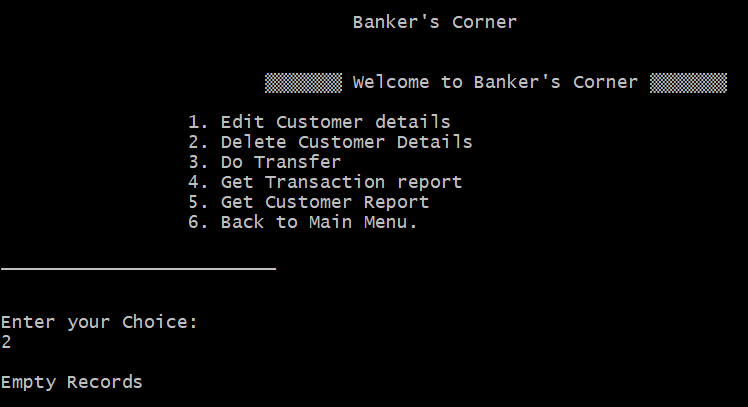 Banker's Corner
▒▒▒▒▒▒▒ Welcome to Banker's Corner ▒▒▒▒▒▒▒
1. Edit Customer details
2. Delete Customer Details
3. Do Transfer
4. Get Transaction report
5. Get Customer Report
6. Back to Main Menu.
_________________________
Enter your Choice:
2
Empty Records